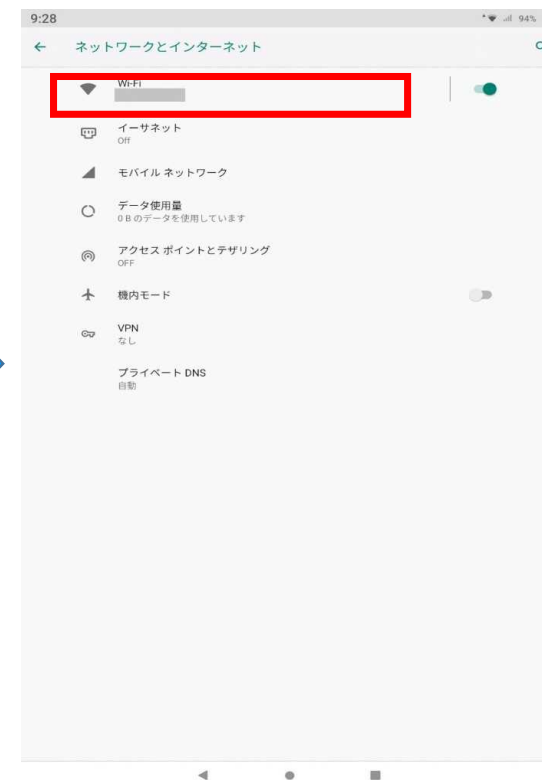 9:28
94%
ネットワークとインターネット
Wi-Fi
イーサネット
Off
モバイル ネットワーク
データ使用量
0 B のデータを使用しています
アクセス ポイントとテザリング
OFF
機内モード
VPN
なし
プライベート DNS
自動